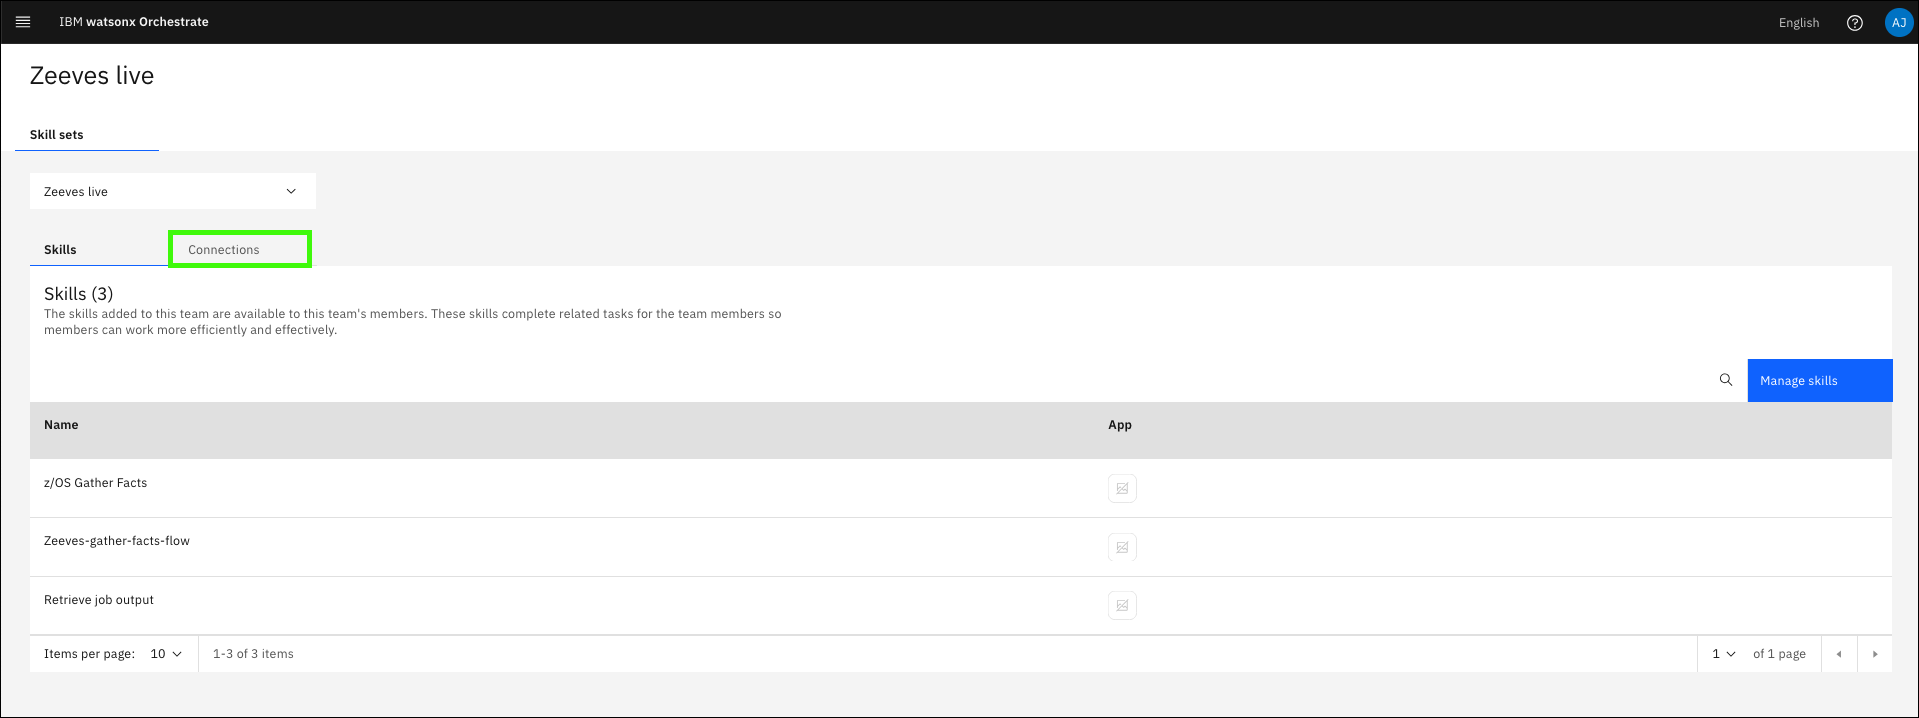 IBM watsonx Orchestrate
English
AJ
Zeeves live
Skill sets
Zeeves live
Skills
Connections
Skills (3)
The skills added to this team are available to this team's members. These skills complete related tasks for the team members so
members can work more efficiently and effectively.
Manage skills
Name
App
z/OS Gather Facts
Zeeves-gather-facts-flow
Retrieve job output
Items per page: 10
1-3 of 3 items
1
of 1 page